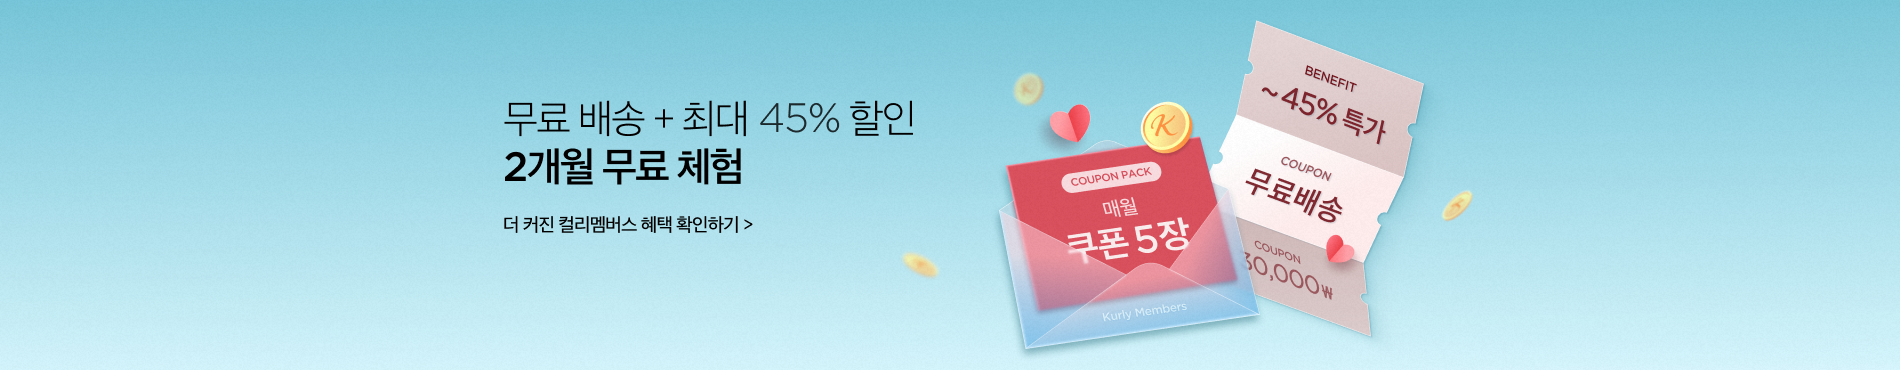 무료 배송 + 최대 45% 할인
2개월 무료 체험
더 커진 컬리멤버스 혜택 확인하기 >
K
COUPON PACK
매월
쿠폰 5장
Kurly Members
BENEFIT
~45% 특가
COUPON
무료배송
COUPON
30,000₩